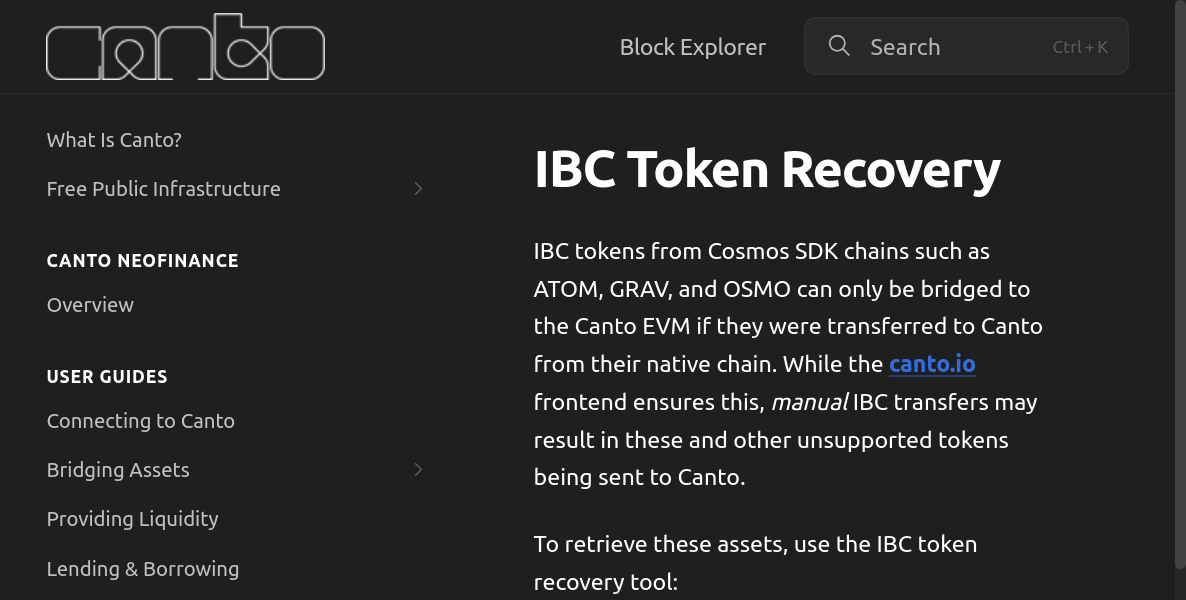 canto
Block Explorer
Search
Ctrl + K
What Is Canto?
Free Public Infrastructure
CANTO NEOFINANCE
Overview
USER GUIDES
Connecting to Canto
Bridging Assets
Providing Liquidity
Lending & Borrowing
IBC Token Recovery
IBC tokens from Cosmos SDK chains such as
ATOM, GRAV, and OSMO can only be bridged to
the Canto EVM if they were transferred to Canto
from their native chain. While the canto.io
frontend ensures this, manual IBC transfers may
result in these and other unsupported tokens
being sent to Canto.
To retrieve these assets, use the IBC token
recovery tool: